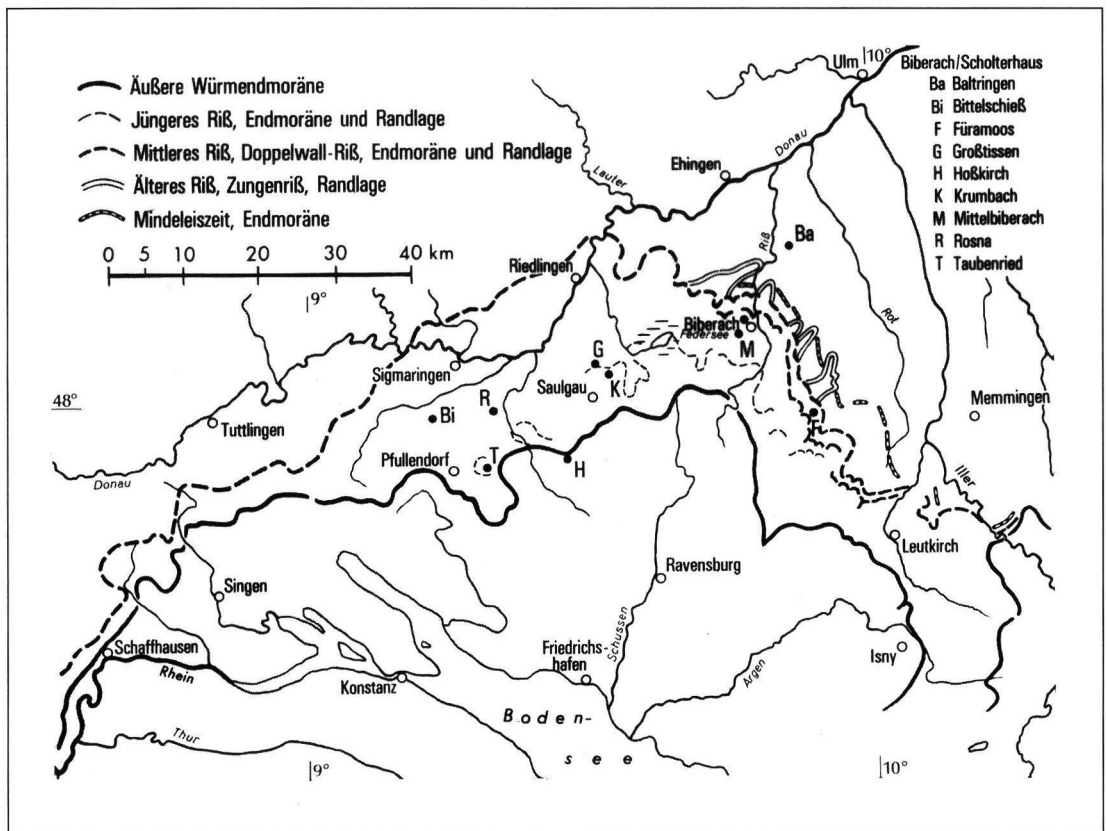 Äußere Würmendmoräne
Jüngeres Riß, Endmoräne und Randlage
Mittleres Riß, Doppelwall-Riß, Endmoräne und Randlage
Älteres Riß, Zungenriß, Randlage
Mindeleiszeit, Endmoräne
0 5 10 20 30 40 km
Biberach/Scholterhaus
Ba Baltringen
Bi Bittelschieß
F Füramoos
G Großtissen
H Hoßkirch
K Krumbach
M Mittelbiberach
R Rosna
T Taubenried
Ulm
10°
Donau
Ehingen
Lauter
Riß
Ba
Riedlingen
9°
Rot
Biberach
Federsee
M
G
K
Sigmaringen
Saulgau
48°
R
Bi
F
Memmingen
Tuttlingen
Pfullendorf
T
H
Donau
Iller
Leutkirch
Ravensburg
Singen
Schussen
Schaffhausen
Rhein
Friedrichs-
hafen
Argen
Isny
Konstanz
Boden-
see
Thur
9°
10°